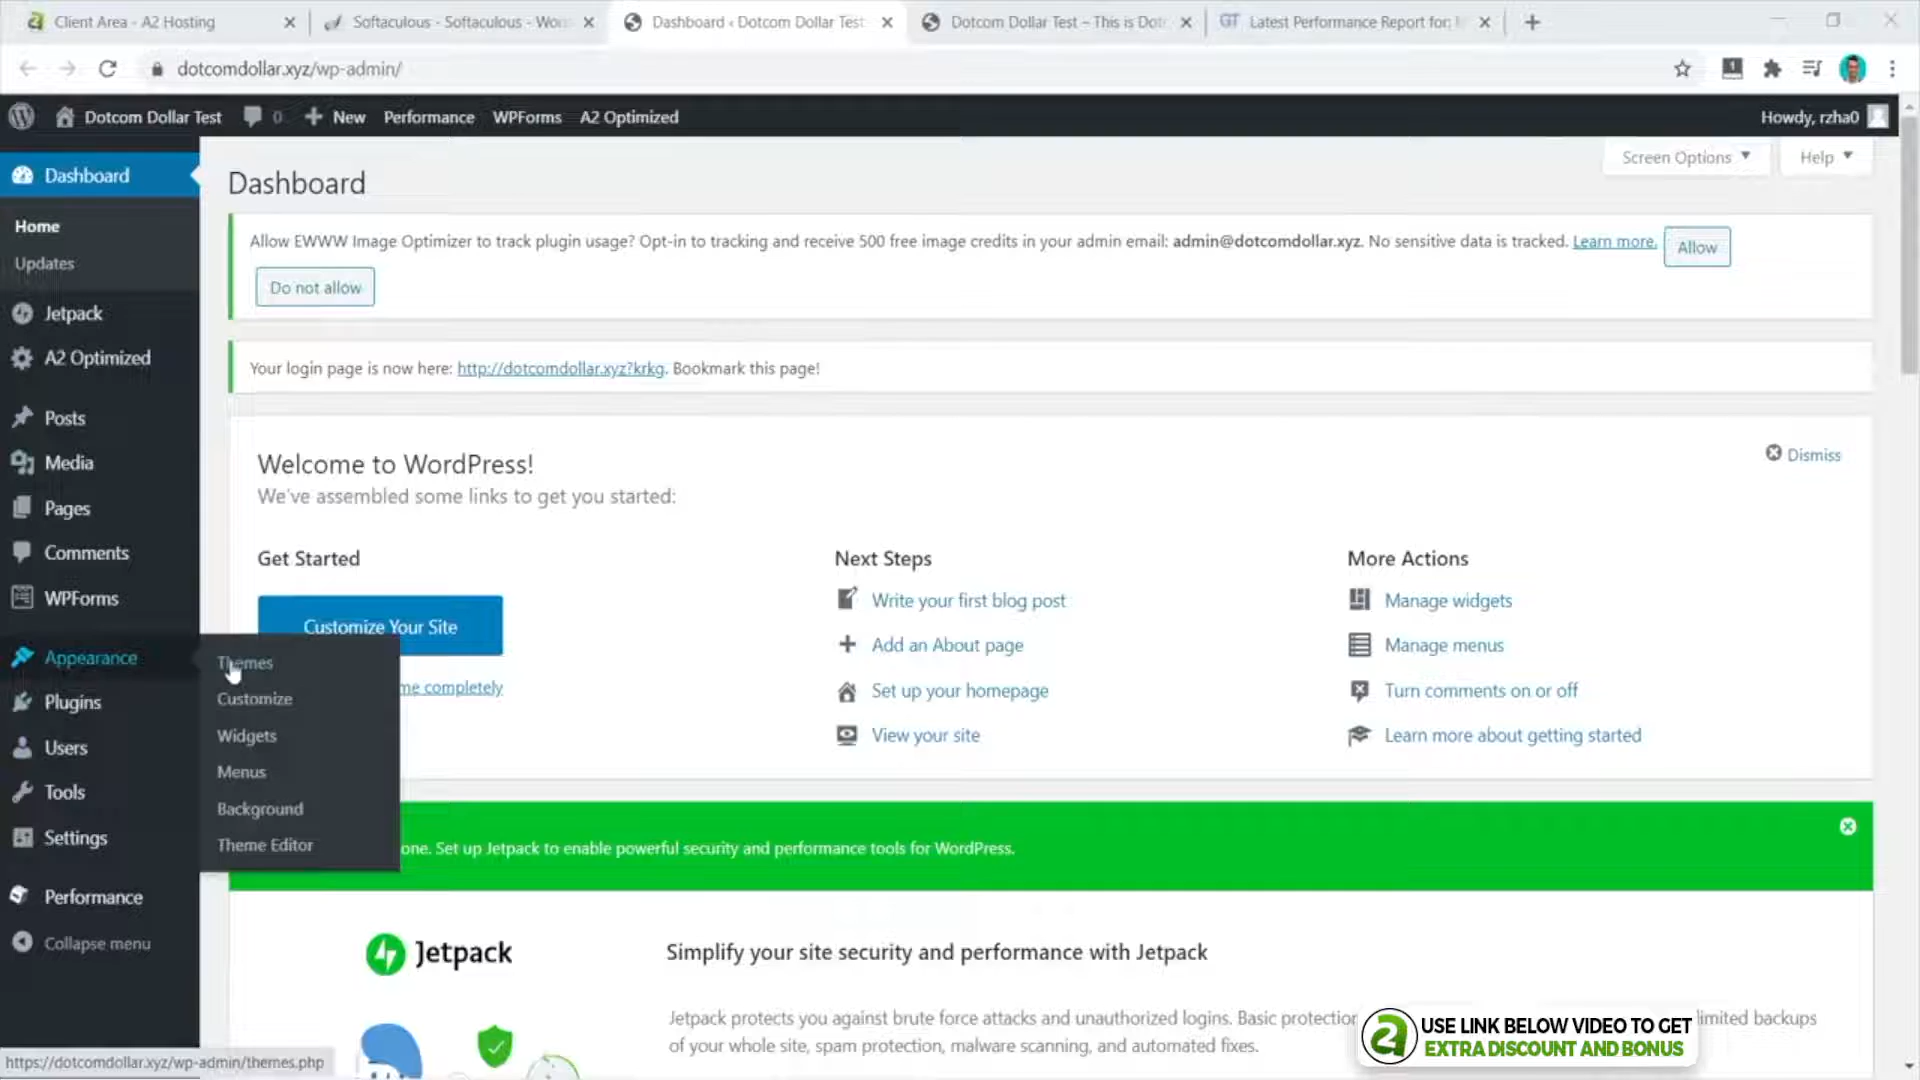 Client Area - A2 Hosting
Softaculous - Softaculous - Wor
Dashboard ‹ Dotcom Dollar Test
Dotcom Dollar Test – This is Dot
GT Latest Performance Report for:
dotcomdollar.xyz/wp-admin/
Dotcom Dollar Test 0 New Performance WPForms A2 Optimized
Howdy, rzha0
Screen Options
Help
Dashboard
Home
Updates
Jetpack
A2 Optimized
Posts
Media
Pages
Comments
WPForms
Appearance
Plugins
Users
Tools
Settings
Performance
Collapse menu
Themes
Customize
Widgets
Menus
Background
Theme Editor
Dashboard
Allow EWWW Image Optimizer to track plugin usage? Opt-in to tracking and receive 500 free image credits in your admin email: admin@dotcomdollar.xyz. No sensitive data is tracked. Learn more. Allow
Do not allow
Your login page is now here: http://dotcomdollar.xyz?krkg. Bookmark this page!
Welcome to WordPress!
Dismiss
We've assembled some links to get you started:
Get Started
Customize Your Site
me completely
Next Steps
Write your first blog post
Add an About page
Set up your homepage
View your site
More Actions
Manage widgets
Manage menus
Turn comments on or off
Learn more about getting started
one. Set up Jetpack to enable powerful security and performance tools for WordPress.
Jetpack
Simplify your site security and performance with Jetpack
Jetpack protects you against brute force attacks and unauthorized logins. Basic protection limited backups
of your whole site, spam protection, malware scanning, and automated fixes.
https://dotcomdollar.xyz/wp-admin/themes.php
USE LINK BELOW VIDEO TO GET
EXTRA DISCOUNT AND BONUS